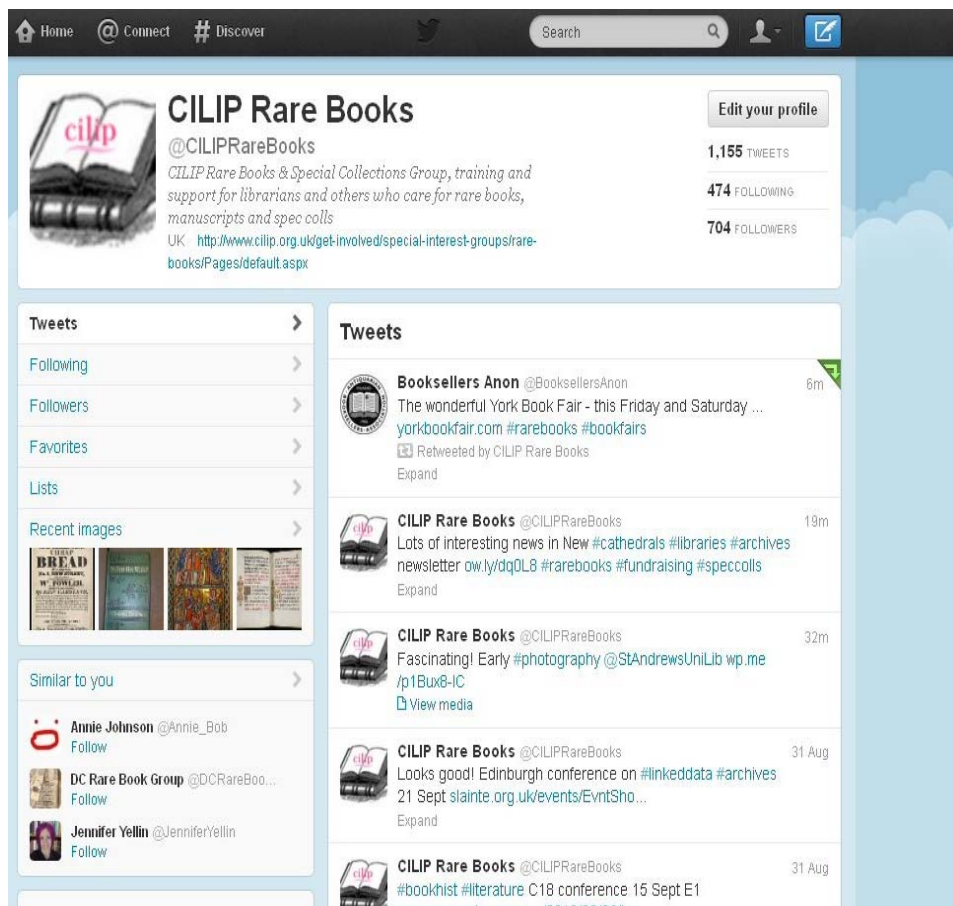 Home @ Connect # Discover Search
cilip
CILIP Rare Books
@CILIPRareBooks
CILIP Rare Books & Special Collections Group, training and
support for librarians and others who care for rare books,
manuscripts and spec colls
UK http://www.cilip.org.uk/get-involved/special-interest-groups/rare-
books/Pages/default.aspx
Edit your profile
1,155 TWEETS
474 FOLLOWING
704 FOLLOWERS
Tweets
Following
Followers
Favorites
Lists
Recent images
BREAD
W. FOWLER,
Similar to you
Annie Johnson @Annie_Bob
Follow
DC Rare Book Group @DCRareBoo...
Follow
Jennifer Yellin @JenniferYellin
Follow
Tweets
Booksellers Anon @BooksellersAnon 6m
The wonderful York Book Fair - this Friday and Saturday ...
yorkbookfair.com #rarebooks #bookfairs
Retweeted by CILIP Rare Books
Expand
cilip
CILIP Rare Books @CILIPRareBooks 19m
Lots of interesting news in New #cathedrals #libraries #archives
newsletter ow.ly/dq0L8 #rarebooks #fundraising #speccolls
Expand
cilip
CILIP Rare Books @CILIPRareBooks 32m
Fascinating! Early #photography @StAndrewsUniLib wp.me
/p1Bux8-IC
View media
cilip
CILIP Rare Books @CILIPRareBooks 31 Aug
Looks good! Edinburgh conference on #linkeddata #archives
21 Sept slainte.org.uk/events/EvntSho...
Expand
cilip
CILIP Rare Books @CILIPRareBooks 31 Aug
#bookhist #literature C18 conference 15 Sept E1